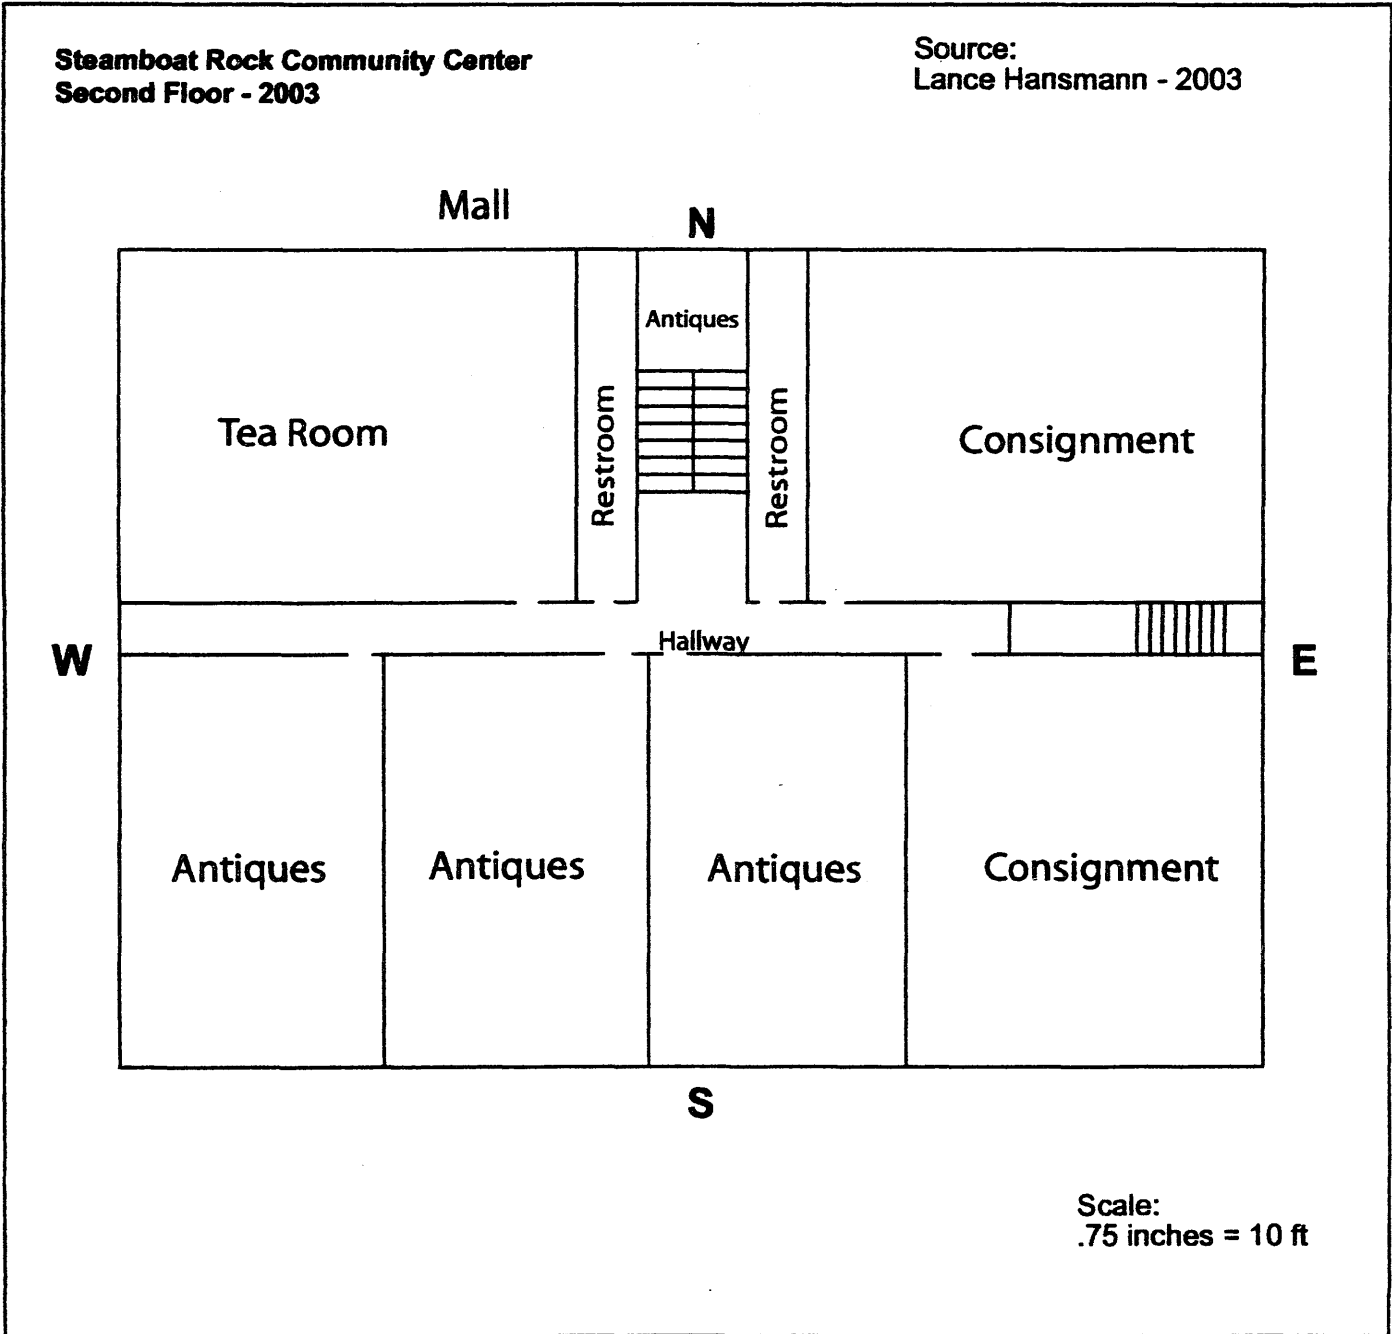 Steamboat Rock Community Center
Second Floor - 2003
Source:
Lance Hansmann - 2003
Mall
N
Antiques
Tea Room
Restroom
Restroom
Consignment
Hallway
W
E
Antiques
Antiques
Antiques
Consignment
S
Scale:
.75 inches = 10 ft